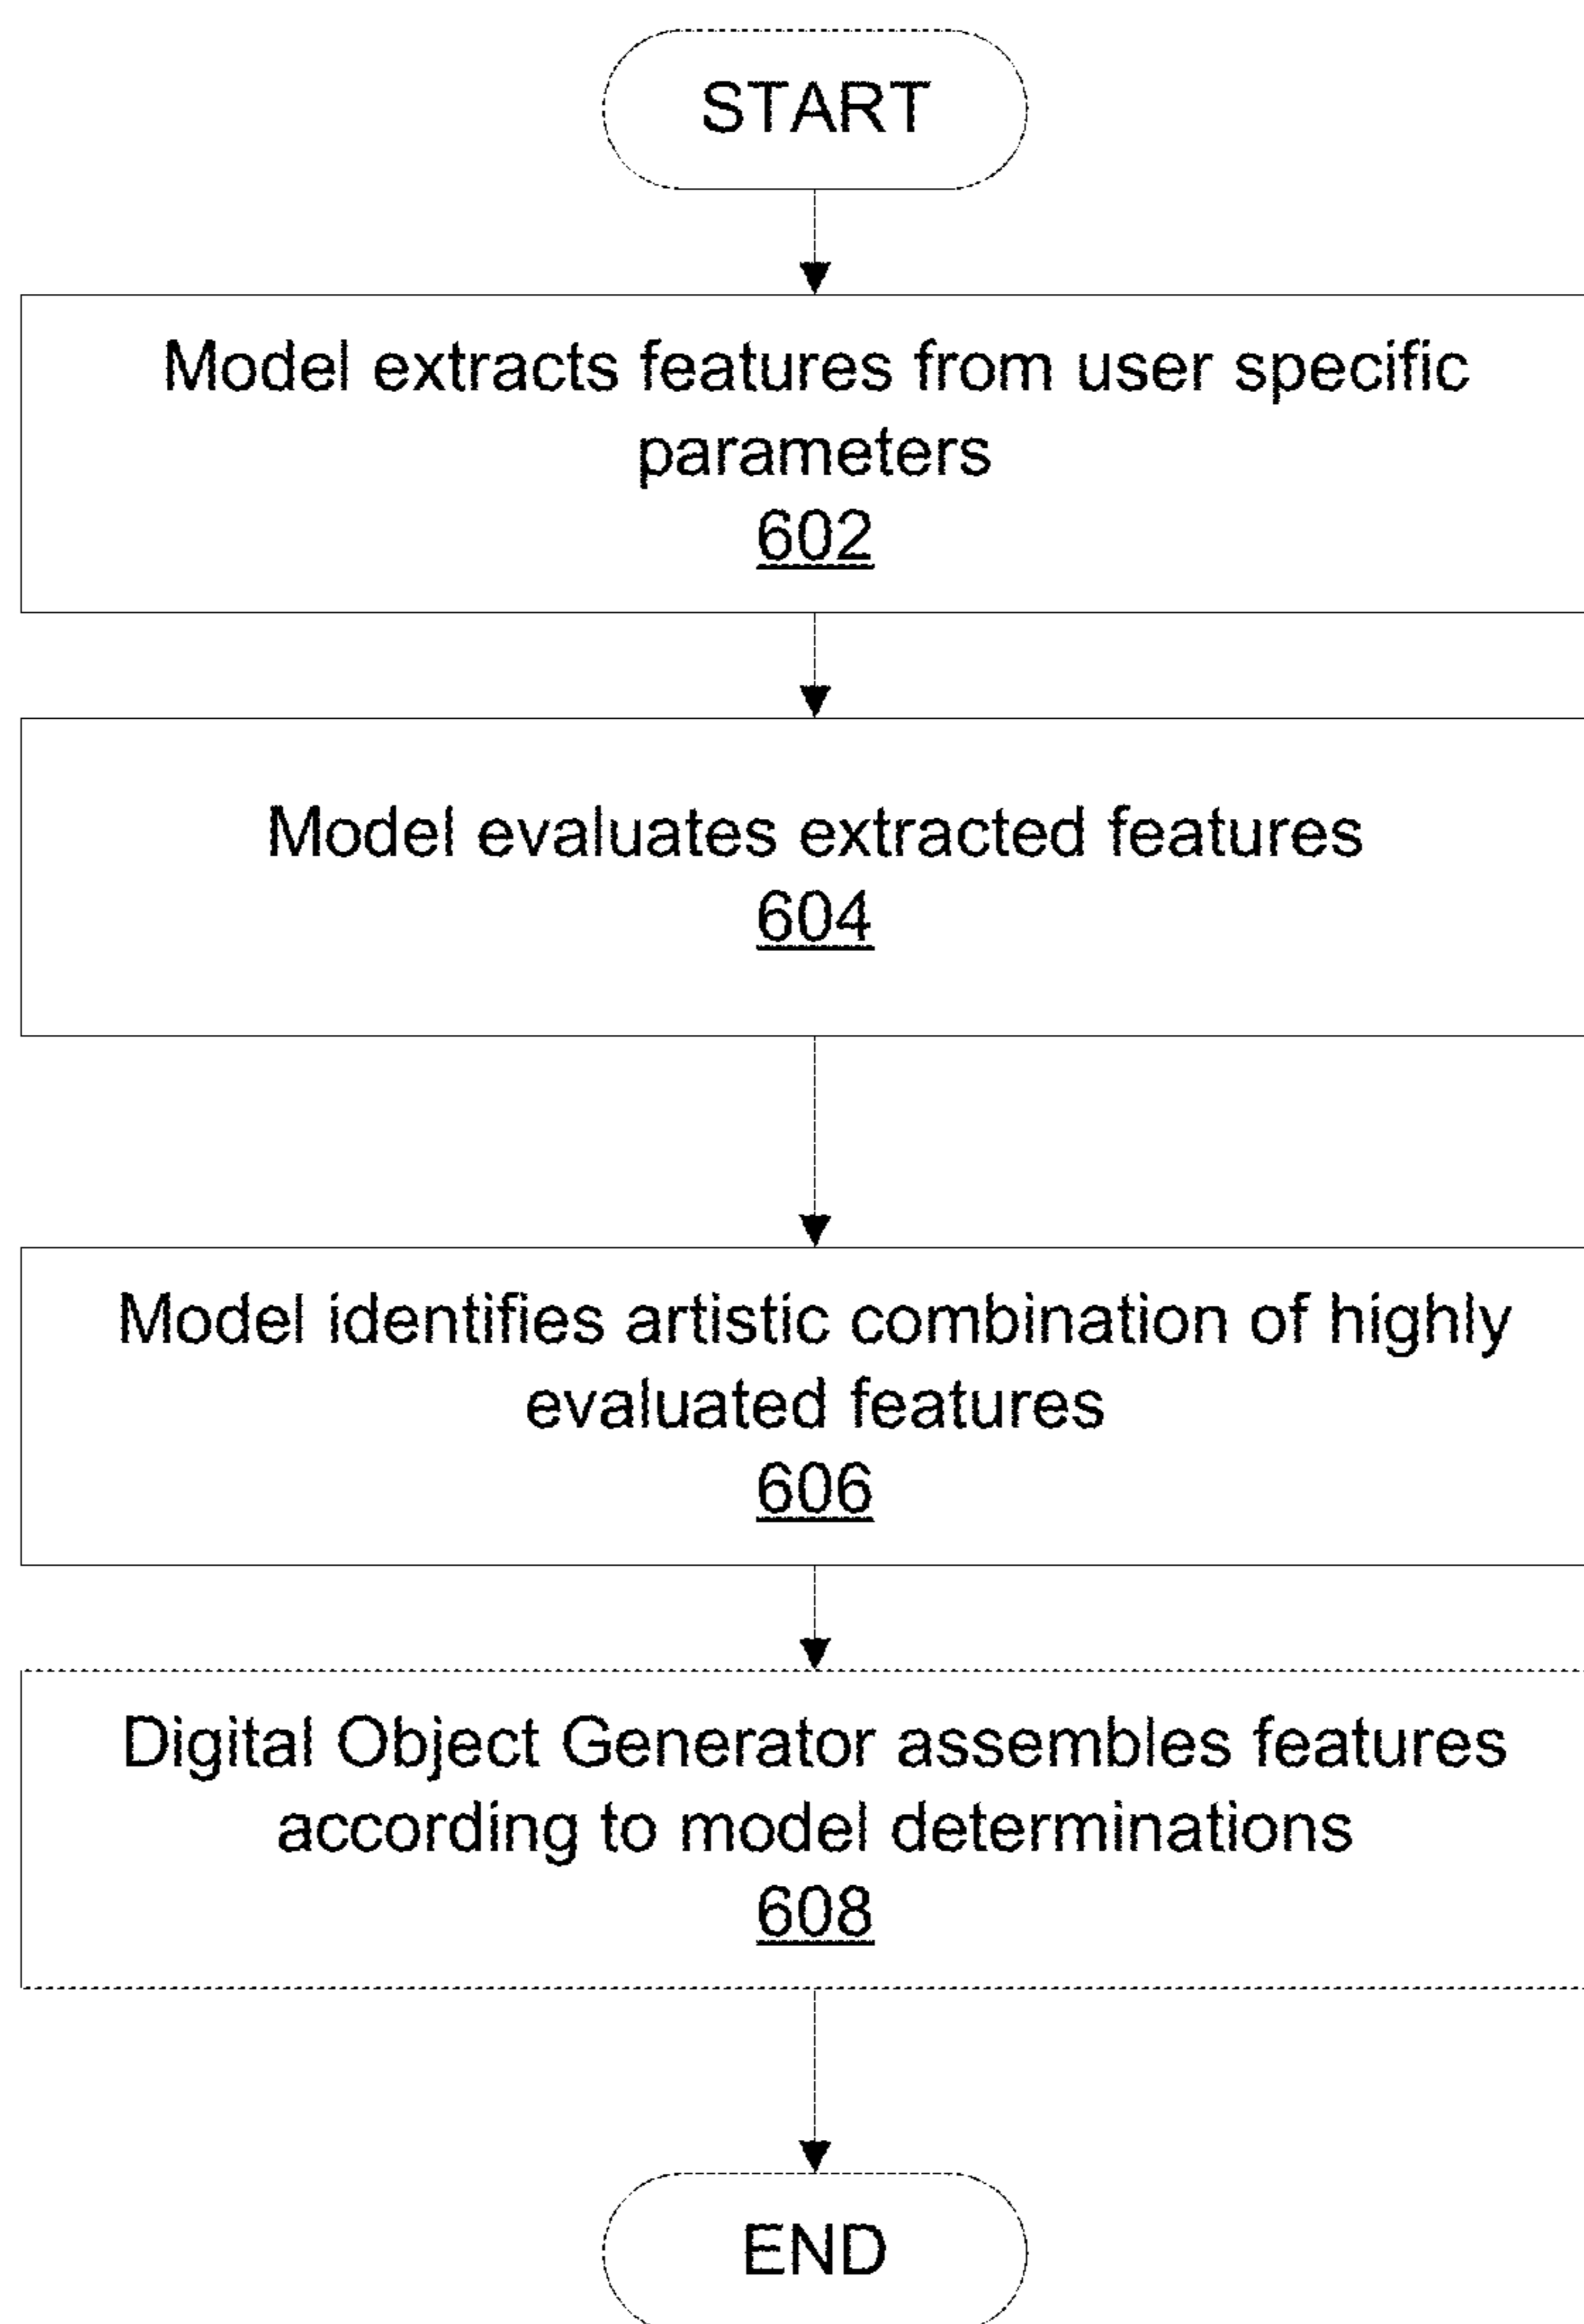 START
Model extracts features from user specific
parameters
602
Model evaluates extracted features
604
Model identifies artistic combination of highly
evaluated features
606
Digital Object Generator assembles features
according to model determinations
608
END